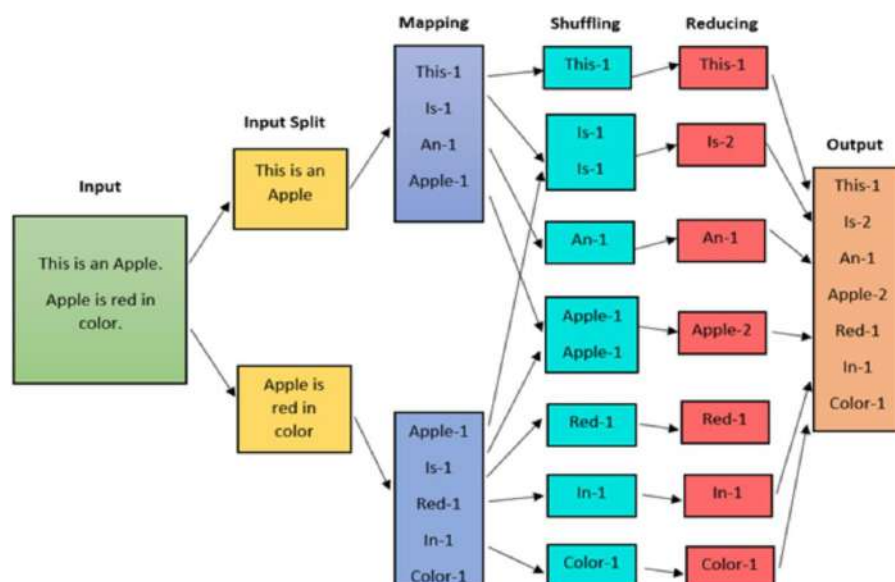 Input
This is an Apple.
Apple is red in
color.
Input Split
This is an
Apple
Apple is
red in
color
Mapping
This-1
Is-1
An-1
Apple-1
Apple-1
Is-1
Red-1
In-1
Color-1
Shuffling
This-1
Is-1
Is-1
An-1
Apple-1
Apple-1
Red-1
In-1
Color-1
Reducing
This-1
Is-2
An-1
Apple-2
Red-1
In-1
Color-1
Output
This-1
Is-2
An-1
Apple-2
Red-1
In-1
Color-1